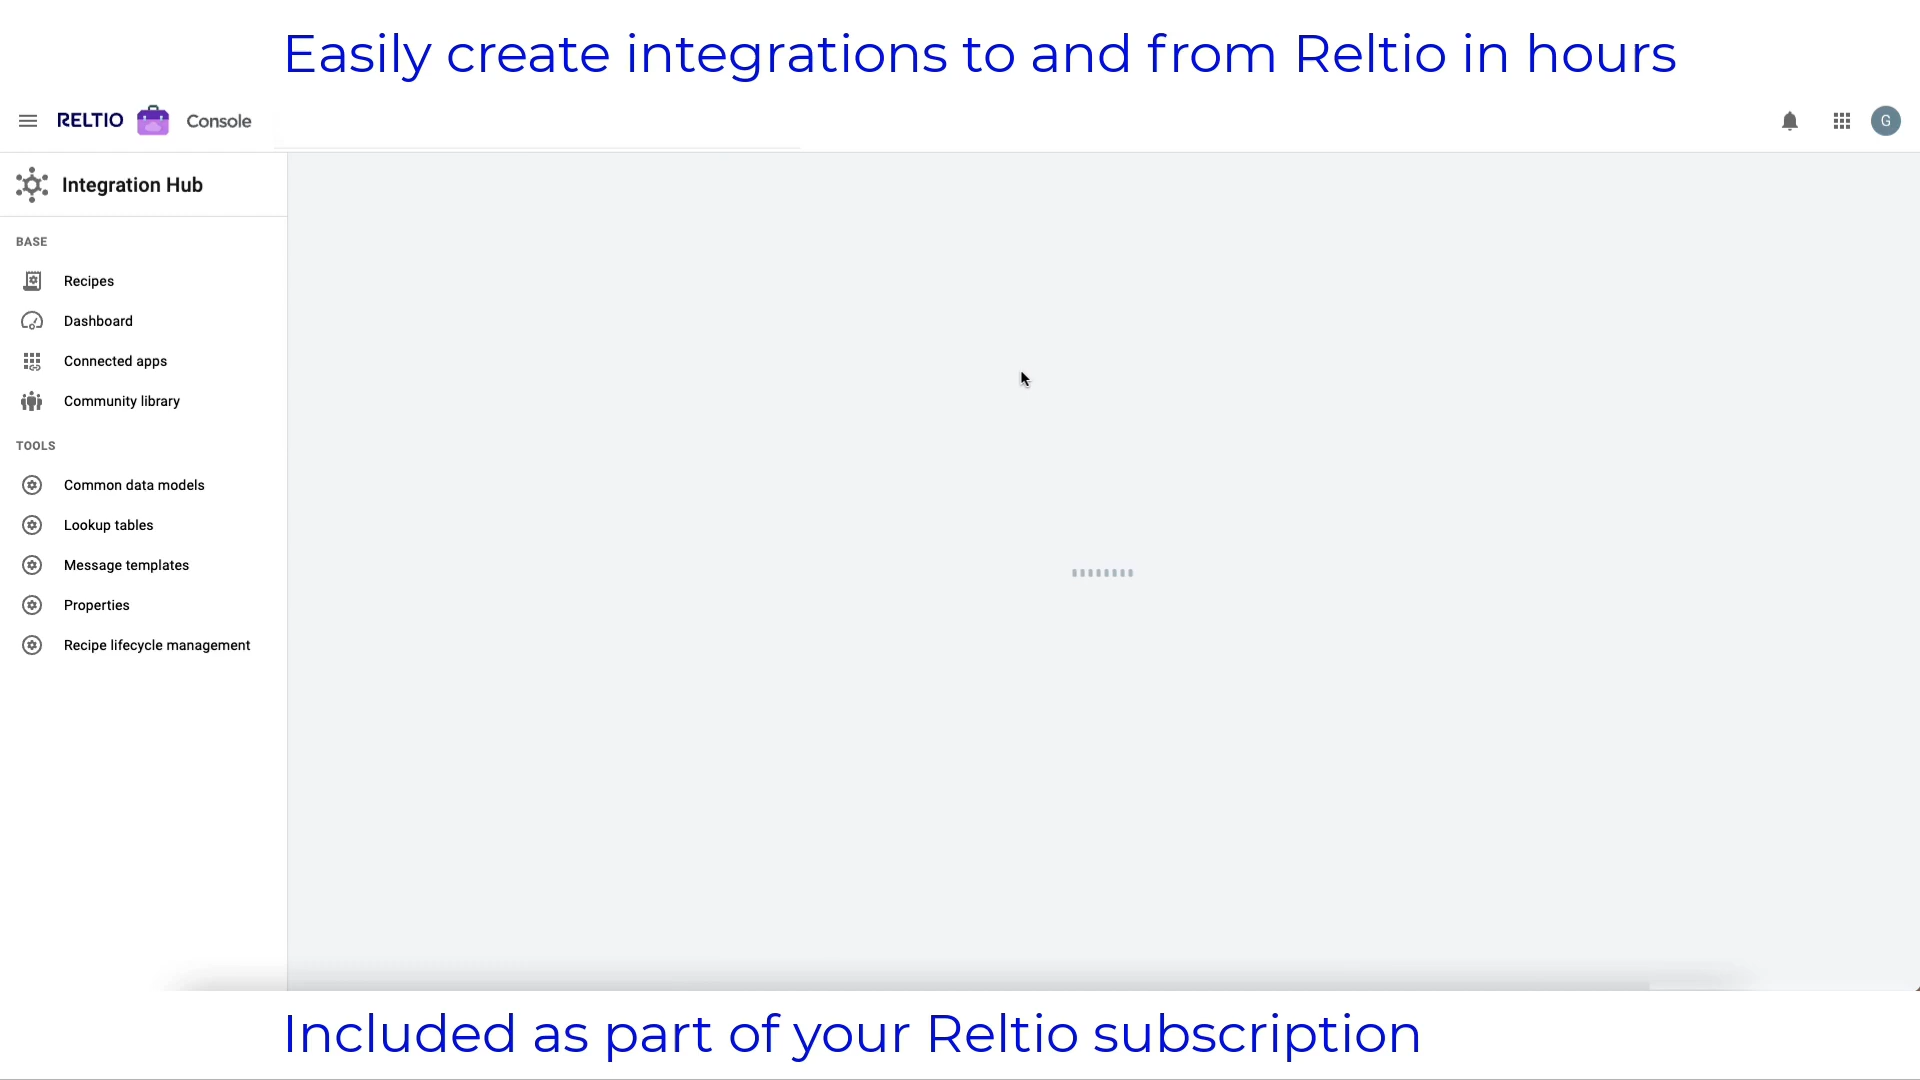 Easily create integrations to and from Reltio in hours
RELTIO Console
G
Integration Hub
BASE
Recipes
Dashboard
Connected apps
Community library
TOOLS
Common data models
Lookup tables
Message templates
Properties
Recipe lifecycle management
Included as part of your Reltio subscription